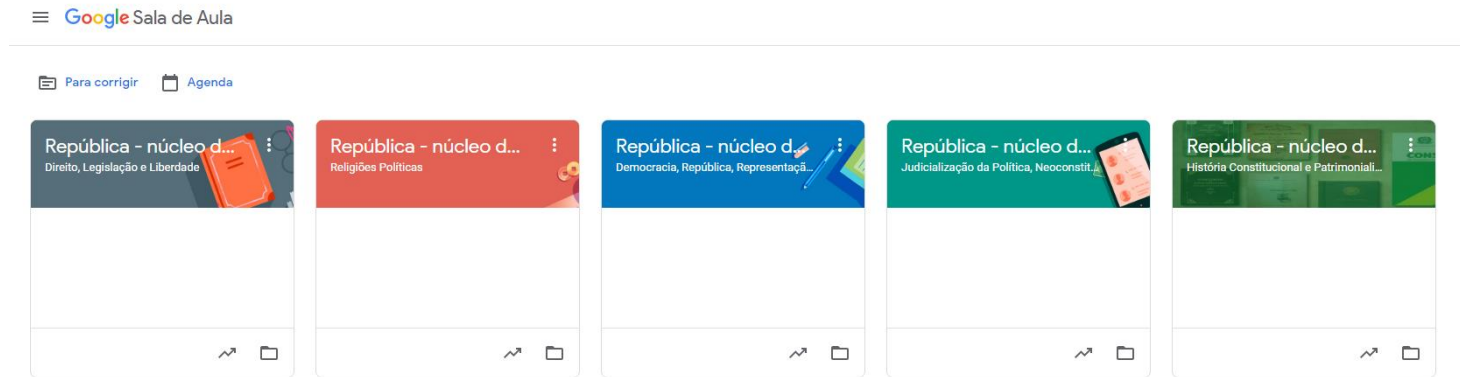 Google Sala de Aula
Para corrigir Agenda
República - núcleo d...
Direito, Legislação e Liberdade
República - núcleo d...
Religiões Políticas
República - núcleo d...
Democracia, República, Representaçã...
República - núcleo d...
Judicialização da Política, Neoconstit...
República - núcleo d...
História Constitucional e Patrimoniali...
CONS